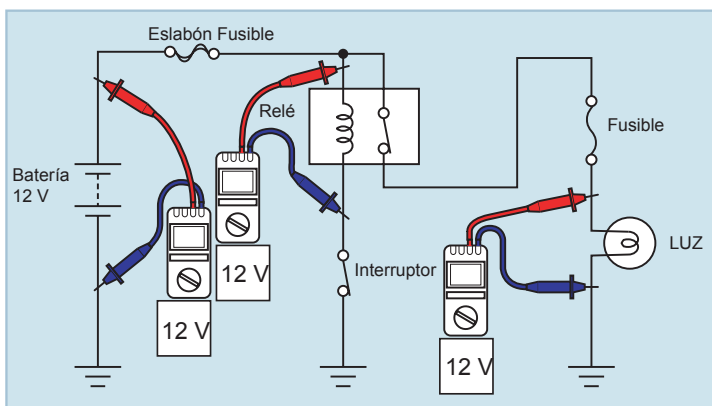 Eslabón Fusible
Relé
Fusible
Batería
12 V
Interruptor
LUZ
12 V
12 V
12 V